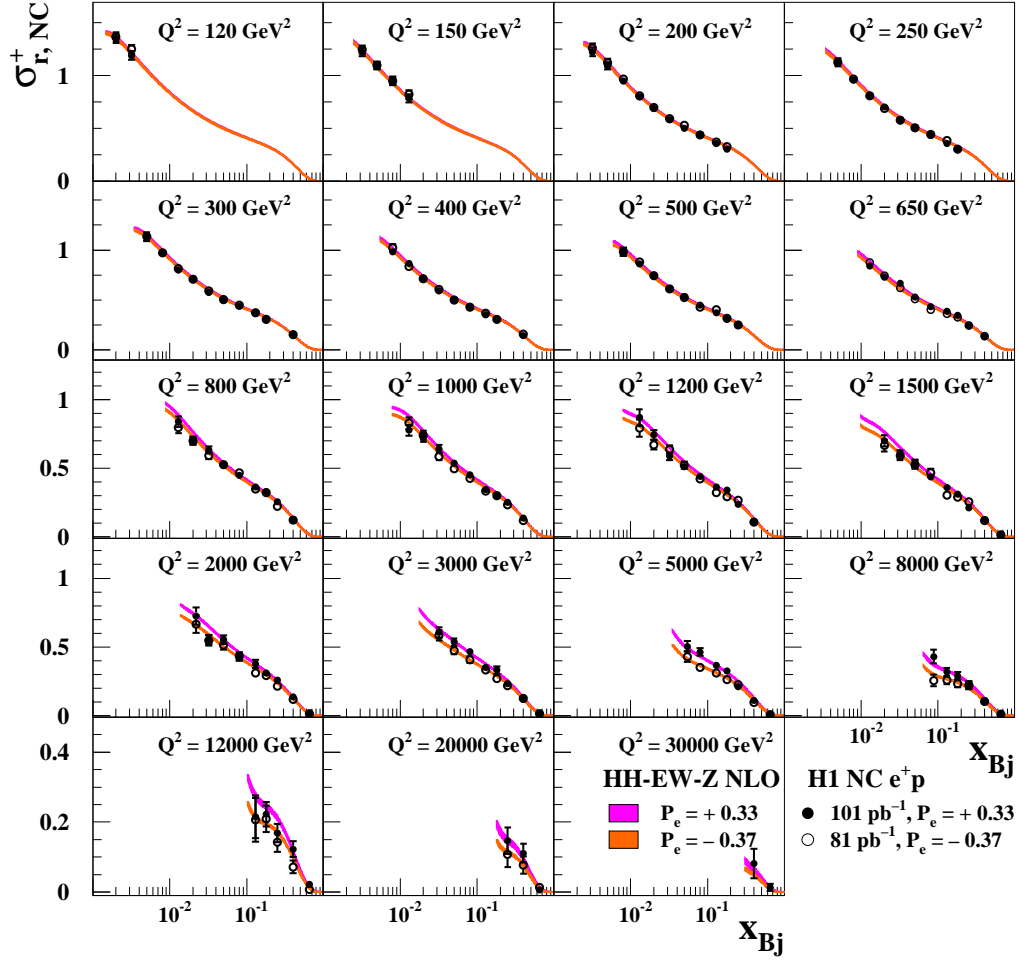 σ⁺r, NC
Q² = 120 GeV²
Q² = 150 GeV²
Q² = 200 GeV²
Q² = 250 GeV²
1
0
Q² = 300 GeV²
Q² = 400 GeV²
Q² = 500 GeV²
Q² = 650 GeV²
1
0
Q² = 800 GeV²
Q² = 1000 GeV²
Q² = 1200 GeV²
Q² = 1500 GeV²
1
0.5
0
Q² = 2000 GeV²
Q² = 3000 GeV²
Q² = 5000 GeV²
Q² = 8000 GeV²
1
0.5
0
10⁻² 10⁻¹
xBj
Q² = 12000 GeV²
Q² = 20000 GeV²
Q² = 30000 GeV²
0.4
0.2
0
HH-EW-Z NLO
Pe = + 0.33
Pe = − 0.37
H1 NC e⁺p
101 pb⁻¹, Pe = + 0.33
81 pb⁻¹, Pe = − 0.37
10⁻² 10⁻¹
10⁻² 10⁻¹
10⁻² 10⁻¹
xBj